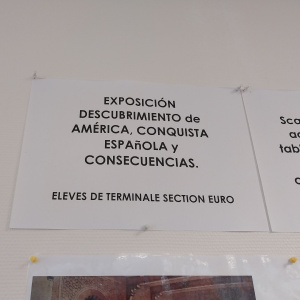 EXPOSICIÓN
DESCUBRIMIENTO de
AMÉRICA, CONQUISTA
ESPAñOLA y
CONSECUENCIAS.
ELEVES DE TERMINALE SECTION EURO